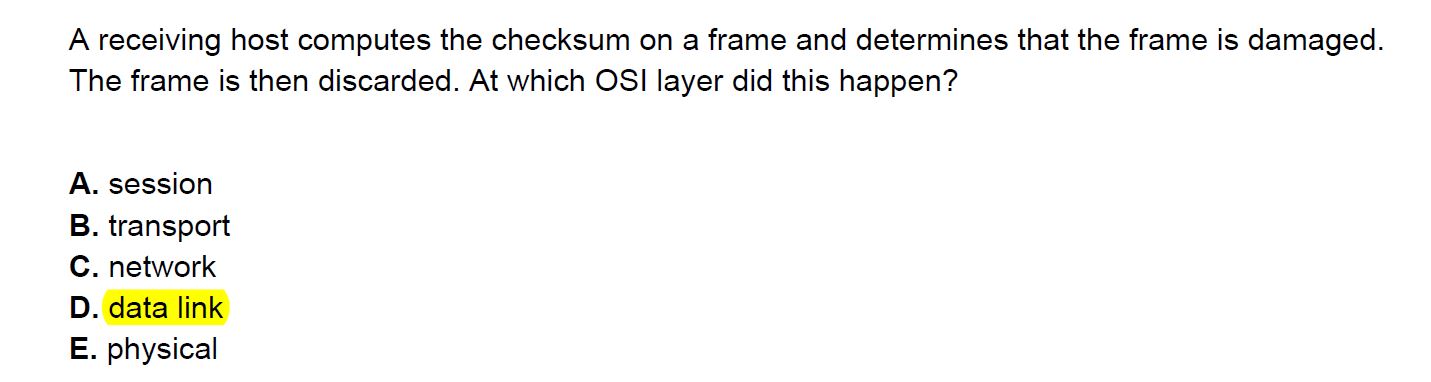 A receiving host computes the checksum on a frame and determines that the frame is damaged.
The frame is then discarded. At which OSI layer did this happen?
A. session
B. transport
C. network
D. data link
E. physical